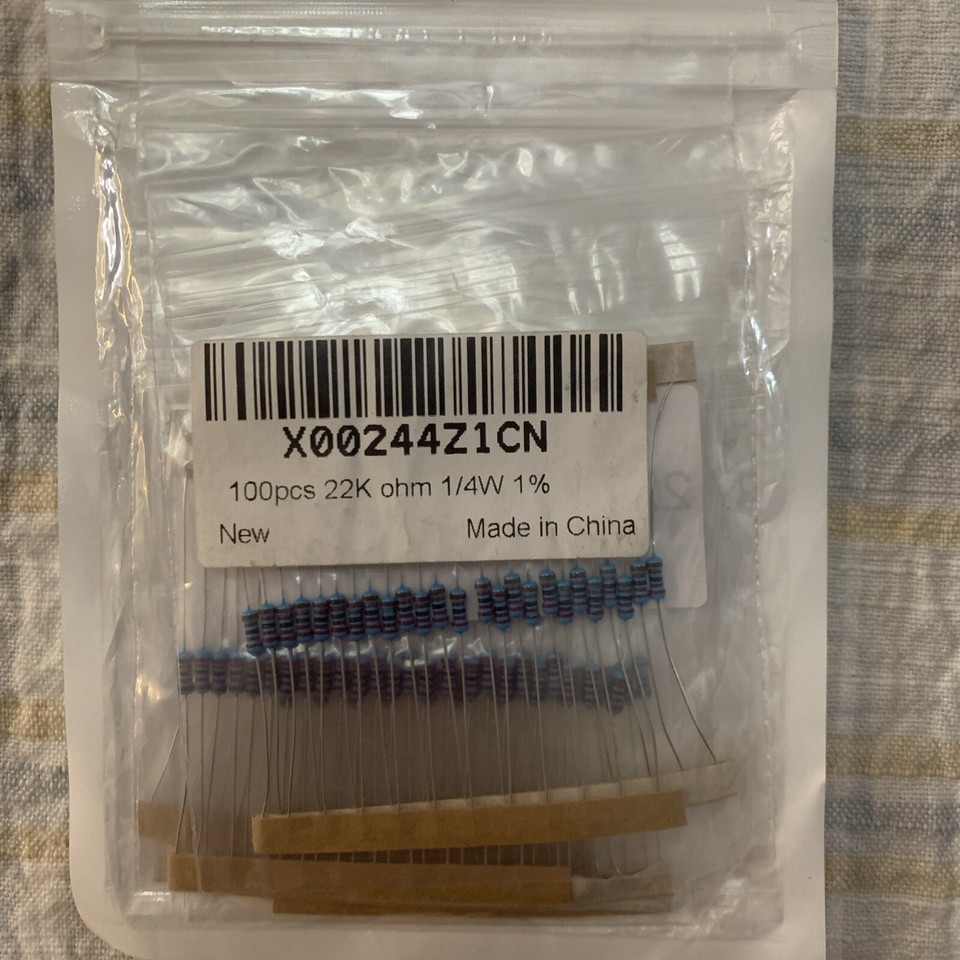 X00244Z1CN
100pcs 22K ohm 1/4W 1%
New
Made in China